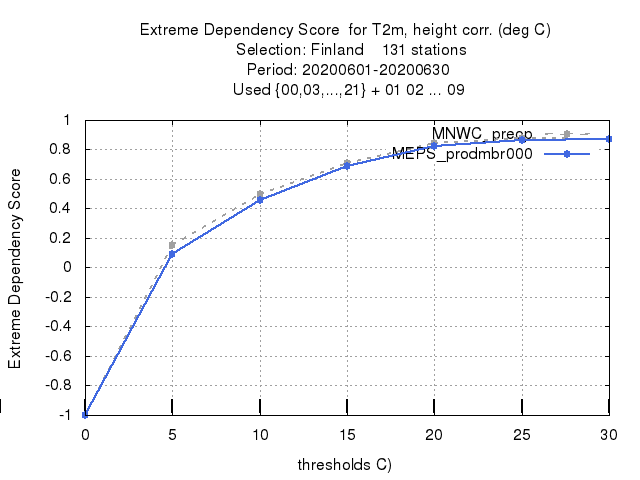 Extreme Dependency Score  for T2m, height corr. (deg C)
Selection: Finland    131 stations
Period: 20200601-20200630
Used {00,03,...,21} + 01 02 ... 09
MNWC_preop
MEPS_prodmbr000
Extreme Dependency Score
1
0.8
0.6
0.4
0.2
0
-0.2
-0.4
-0.6
-0.8
-1
0 5 10 15 20 25 30
thresholds C)